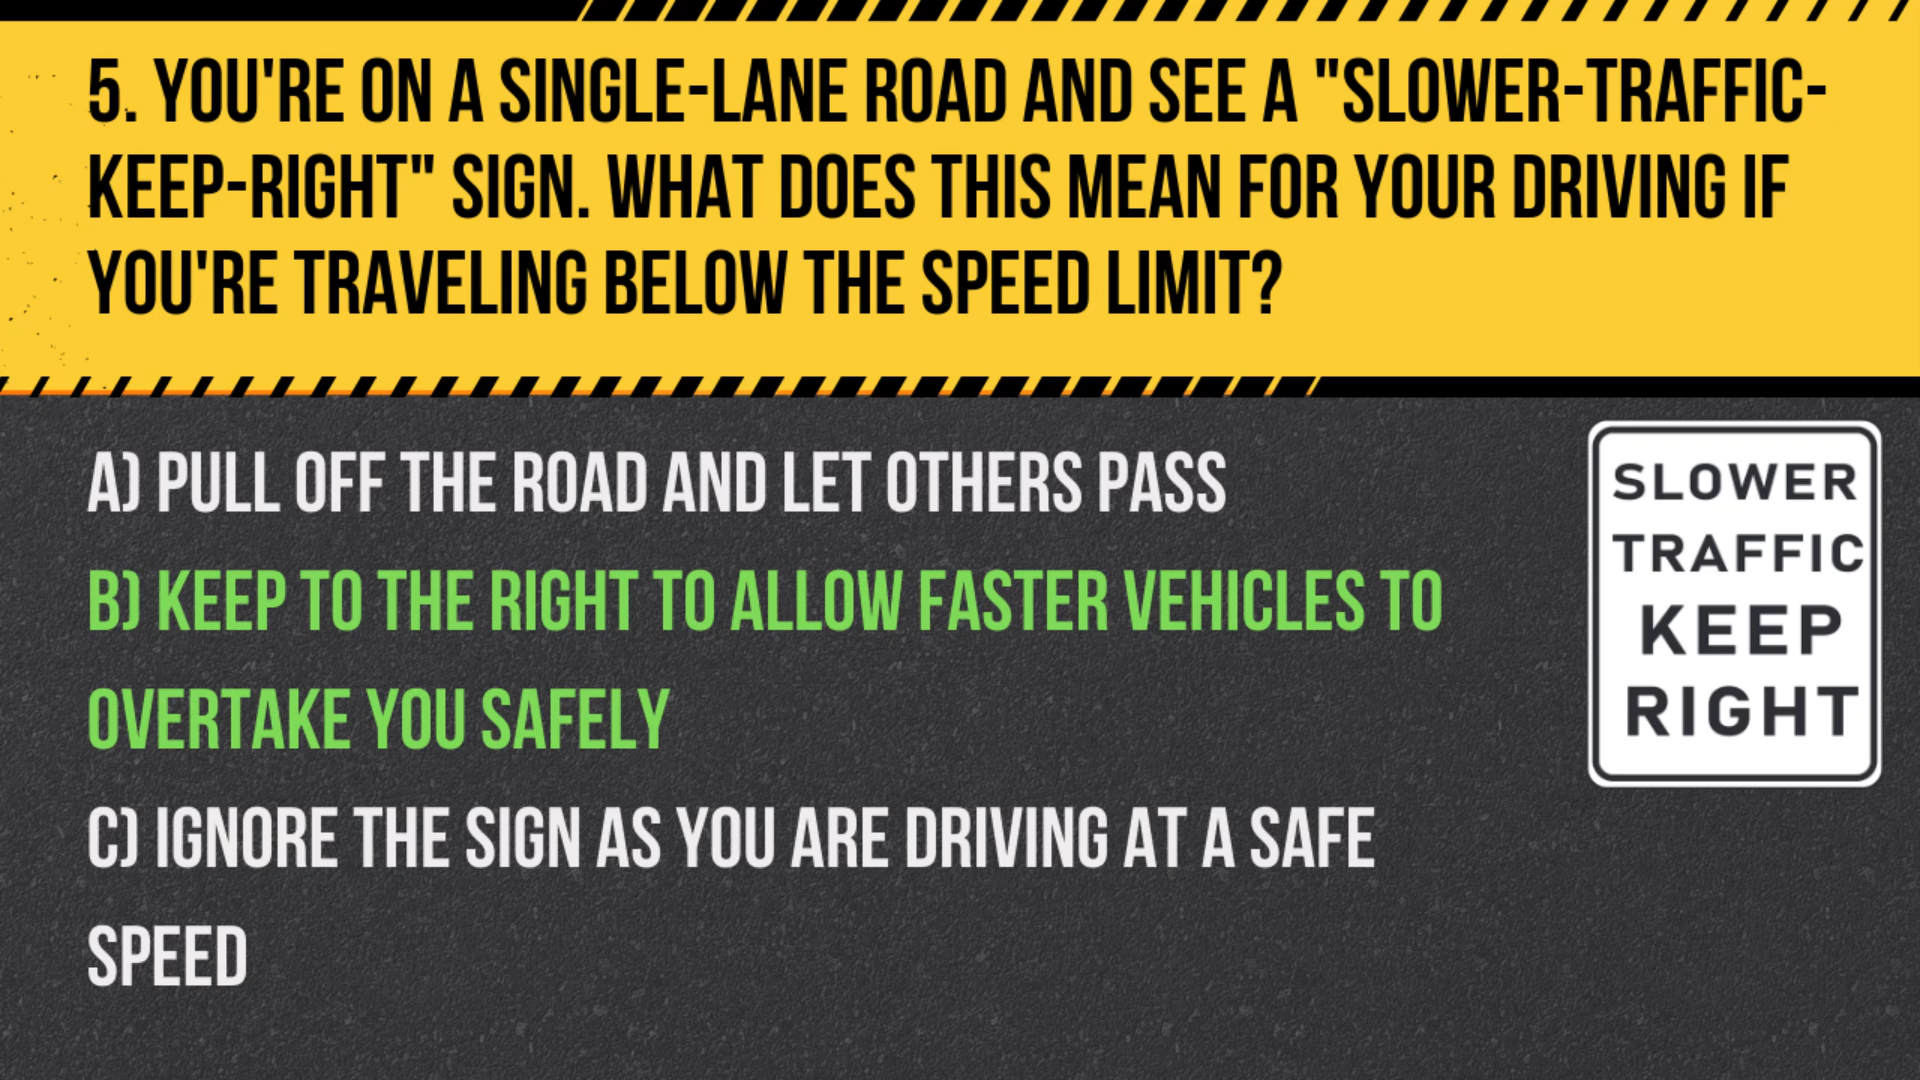 5. YOU'RE ON A SINGLE-LANE ROAD AND SEE A "SLOWER-TRAFFIC-
KEEP-RIGHT" SIGN. WHAT DOES THIS MEAN FOR YOUR DRIVING IF
YOU'RE TRAVELING BELOW THE SPEED LIMIT?
A) PULL OFF THE ROAD AND LET OTHERS PASS
B) KEEP TO THE RIGHT TO ALLOW FASTER VEHICLES TO
OVERTAKE YOU SAFELY
C) IGNORE THE SIGN AS YOU ARE DRIVING AT A SAFE
SPEED
SLOWER
TRAFFIC
KEEP
RIGHT